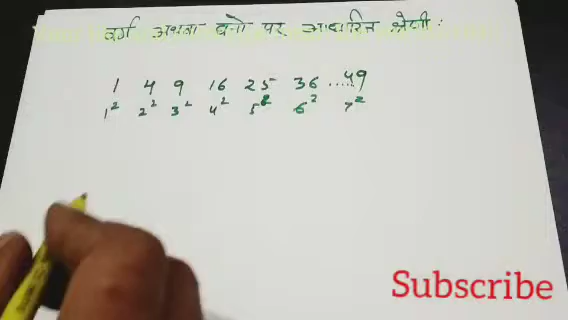 वर्ग अथवा घनो पर आधारित श्रेणी :
1 4 9 16 25 36 ..... 49
1² 2² 3² 4² 5² 6² 7²
Subscribe